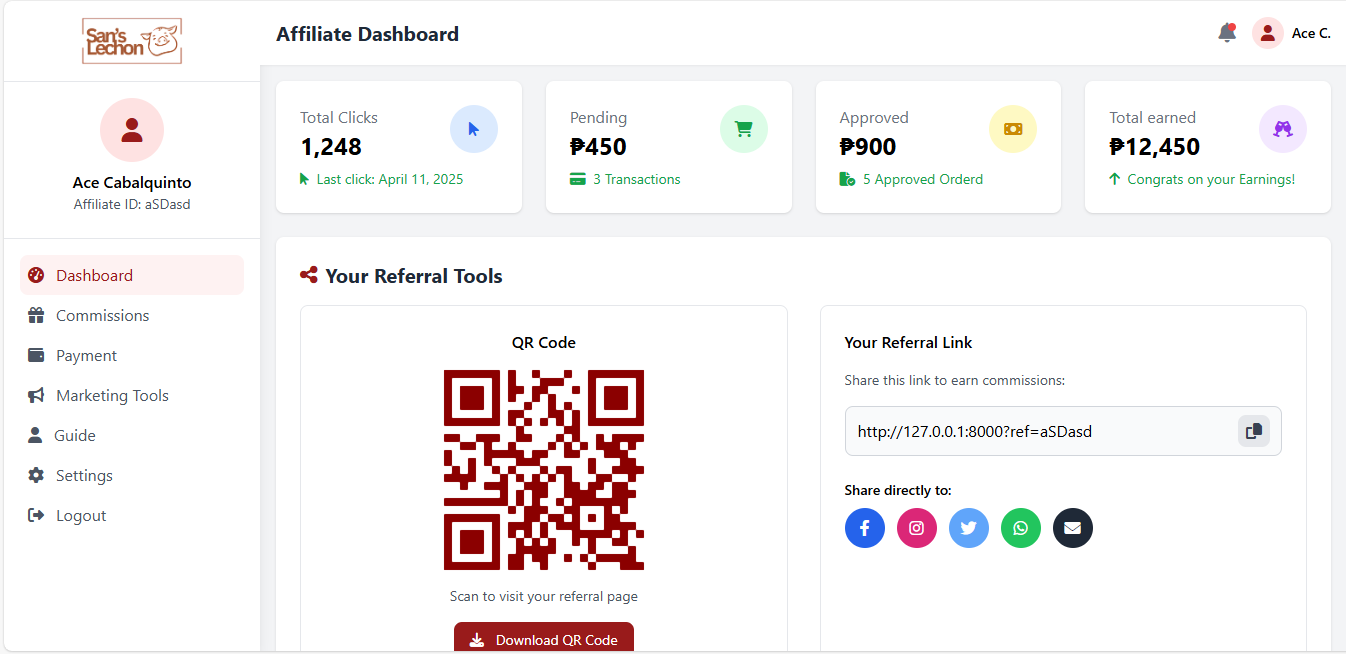 San's
Lechon
Ace Cabalquinto
Affiliate ID: aSDasd
Dashboard
Commissions
Payment
Marketing Tools
Guide
Settings
Logout
Affiliate Dashboard
Ace C.
Total Clicks
1,248
Last click: April 11, 2025
Pending
₱450
3 Transactions
Approved
₱900
5 Approved Orderd
Total earned
₱12,450
Congrats on your Earnings!
Your Referral Tools
QR Code
Scan to visit your referral page
Download QR Code
Your Referral Link
Share this link to earn commissions:
http://127.0.0.1:8000?ref=aSDasd
Share directly to: